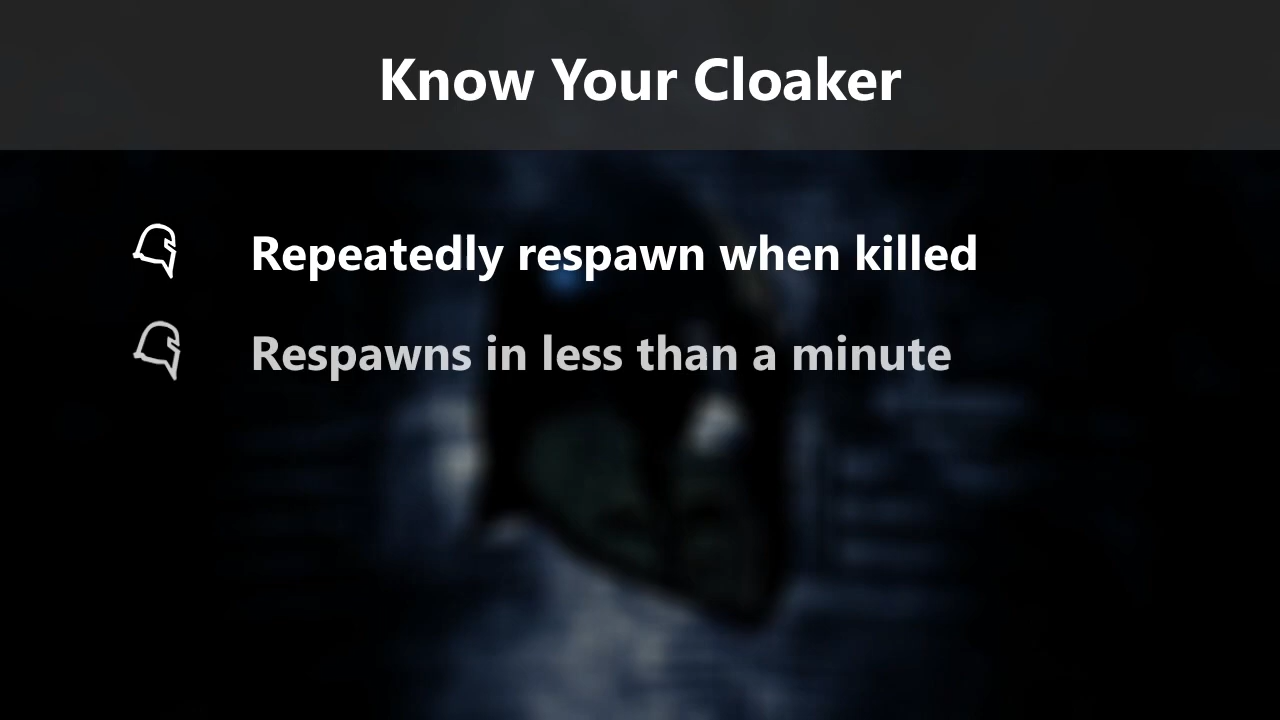 Know Your Cloaker
Repeatedly respawn when killed
Respawns in less than a minute